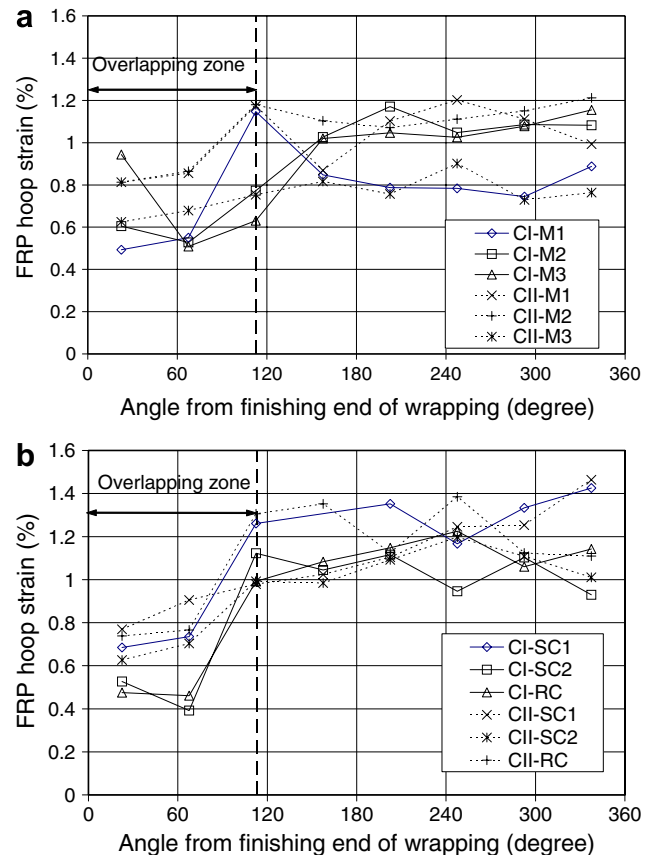 a
1.6
1.4
1.2
1
0.8
0.6
0.4
0.2
0
FRP hoop strain (%)
Overlapping zone
CI-M1
CI-M2
CI-M3
CII-M1
CII-M2
CII-M3
0 60 120 180 240 300 360
Angle from finishing end of wrapping (degree)
b
1.6
1.4
1.2
1
0.8
0.6
0.4
0.2
0
FRP hoop strain (%)
Overlapping zone
CI-SC1
CI-SC2
CI-RC
CII-SC1
CII-SC2
CII-RC
0 60 120 180 240 300 360
Angle from finishing end of wrapping (degree)